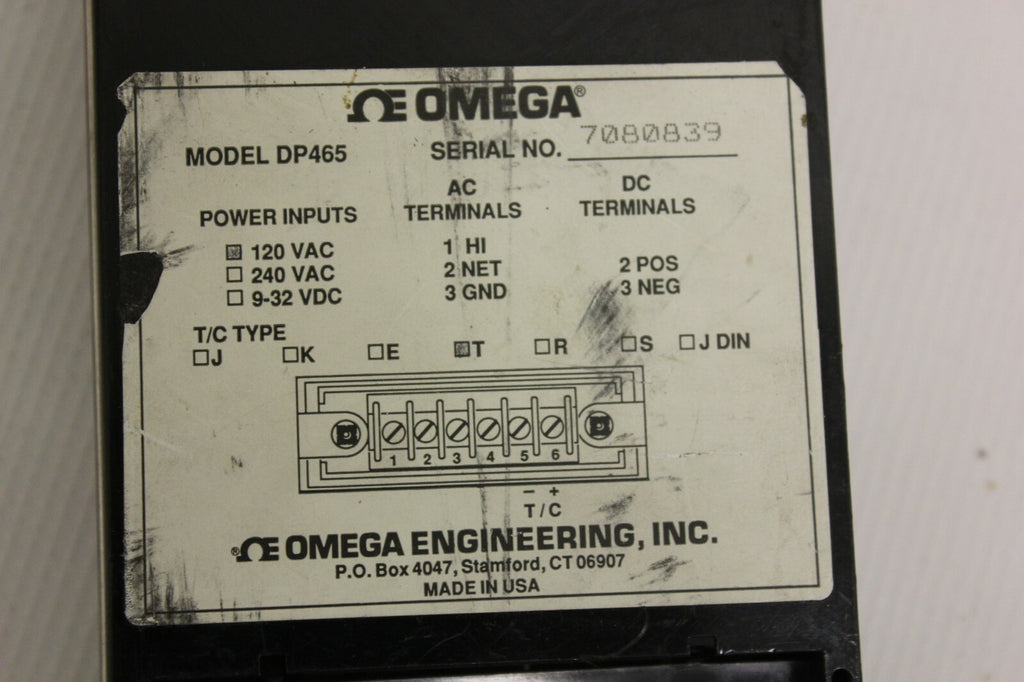 ΩE OMEGA®
MODEL DP465 SERIAL NO. 7080839
POWER INPUTS AC TERMINALS DC TERMINALS
120 VAC 1 HI
240 VAC 2 NET 2 POS
9-32 VDC 3 GND 3 NEG
T/C TYPE
J K E T R S J DIN
1 2 3 4 5 6
− +
T/C
®ΩE OMEGA ENGINEERING, INC.
P.O. Box 4047, Stamford, CT 06907
MADE IN USA